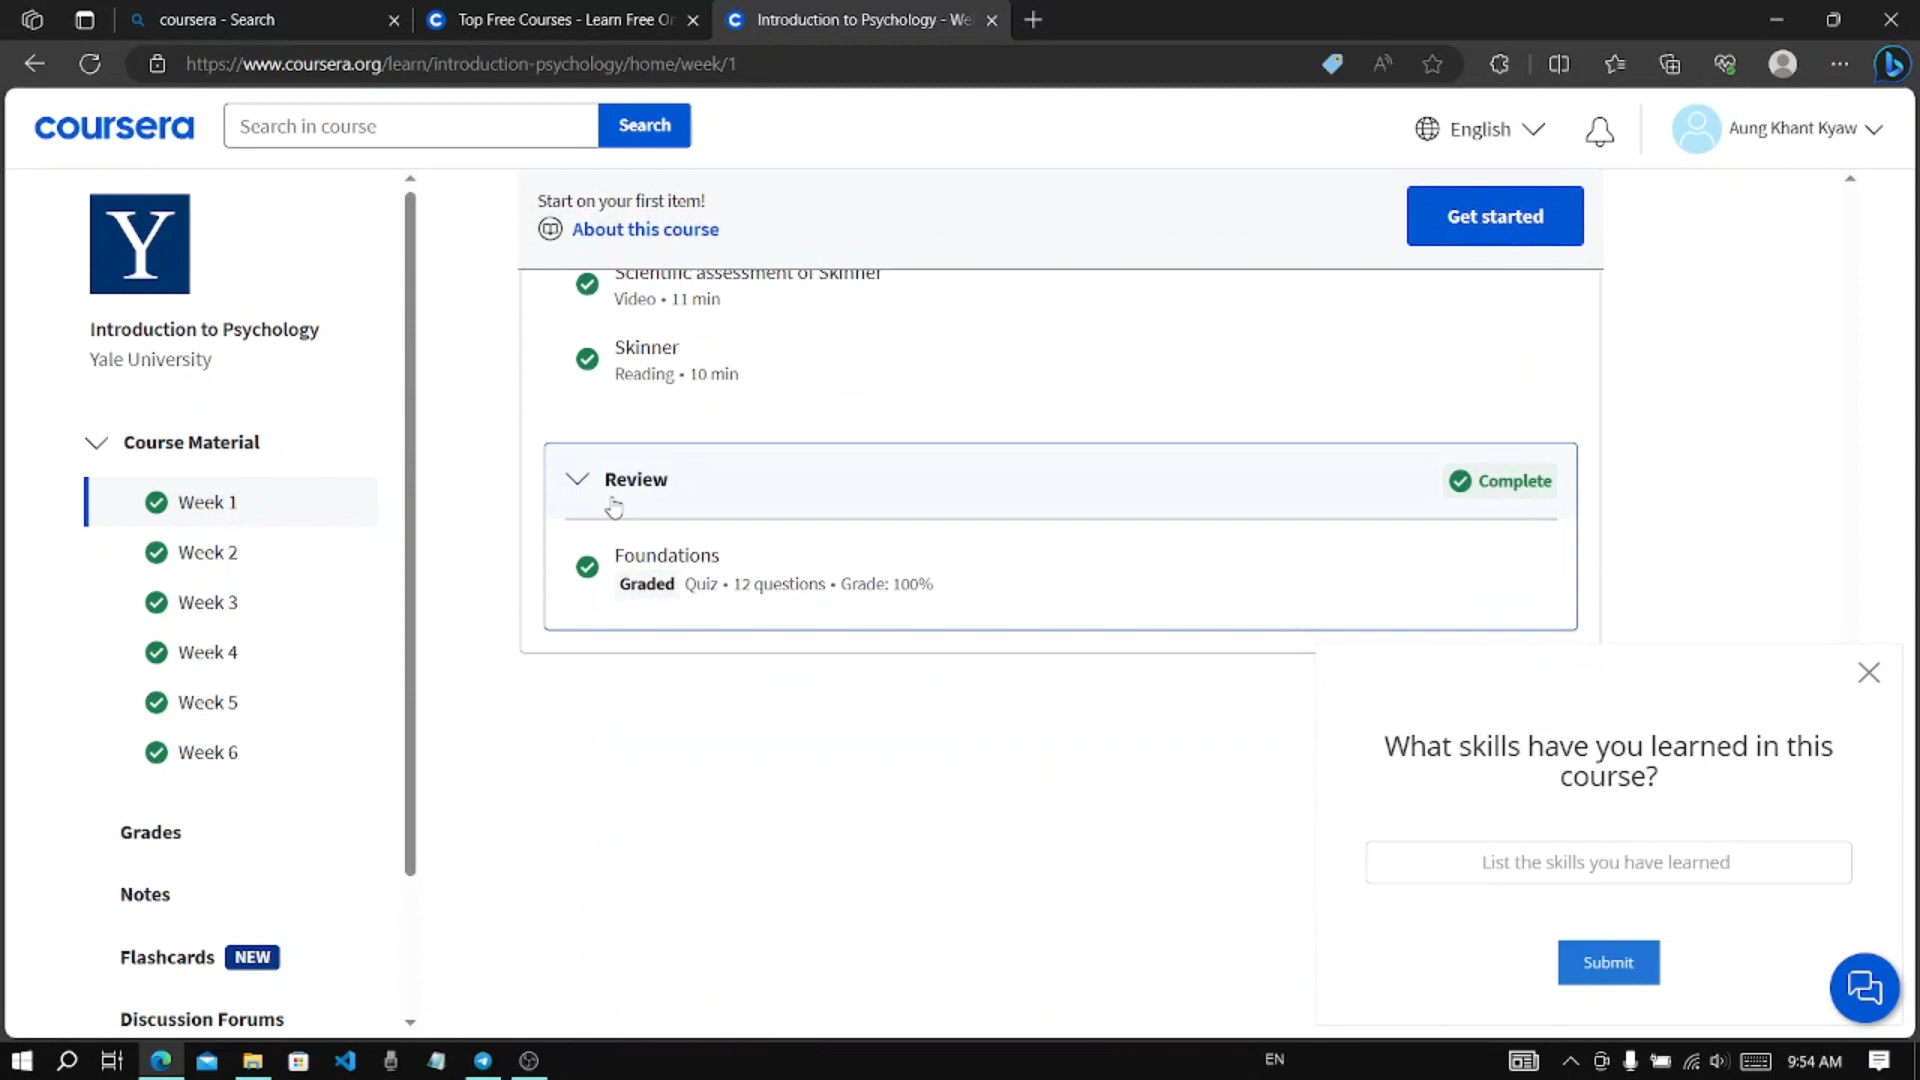 coursera - Search
Top Free Courses - Learn Free Or
Introduction to Psychology - We
https://www.coursera.org/learn/introduction-psychology/home/week/1
coursera
Search in course
Search
English
Aung Khant Kyaw
Start on your first item!
About this course
Get started
Y
Introduction to Psychology
Yale University
Course Material
Week 1
Week 2
Week 3
Week 4
Week 5
Week 6
Grades
Notes
Flashcards NEW
Discussion Forums
Scientific assessment of Skinner
Video • 11 min
Skinner
Reading • 10 min
Review
Complete
Foundations
Graded Quiz • 12 questions • Grade: 100%
What skills have you learned in this
course?
List the skills you have learned
Submit
EN
9:54 AM